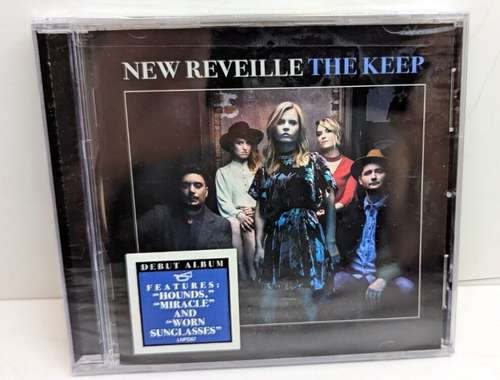 NEW REVEILLE THE KEEP
DEBUT ALBUM
FEATURES:
"HOUNDS,"
"MIRACLE"
AND
"WORN
SUNGLASSES"